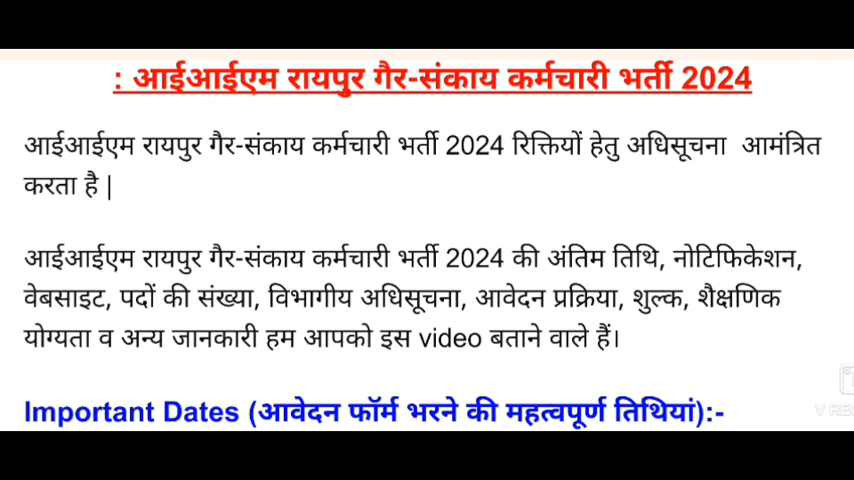 : आईआईएम रायपुर गैर-संकाय कर्मचारी भर्ती 2024
आईआईएम रायपुर गैर-संकाय कर्मचारी भर्ती 2024 रिक्तियों हेतु अधिसूचना आमंत्रित
करता है |
आईआईएम रायपुर गैर-संकाय कर्मचारी भर्ती 2024 की अंतिम तिथि, नोटिफिकेशन,
वेबसाइट, पदों की संख्या, विभागीय अधिसूचना, आवेदन प्रक्रिया, शुल्क, शैक्षणिक
योग्यता व अन्य जानकारी हम आपको इस video बताने वाले हैं।
Important Dates (आवेदन फॉर्म भरने की महत्वपूर्ण तिथियां):-